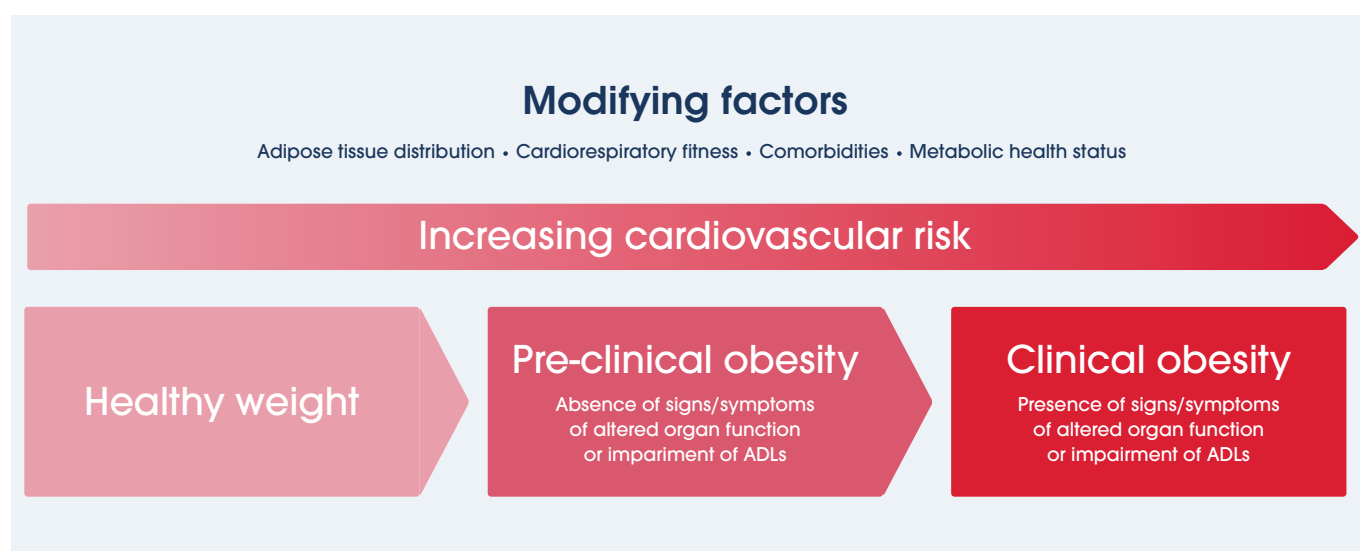 Modifying factors
Adipose tissue distribution • Cardiorespiratory fitness • Comorbidities • Metabolic health status
Increasing cardiovascular risk
Healthy weight
Pre-clinical obesity
Absence of signs/symptoms
of altered organ function
or impariment of ADLs
Clinical obesity
Presence of signs/symptoms
of altered organ function
or impairment of ADLs